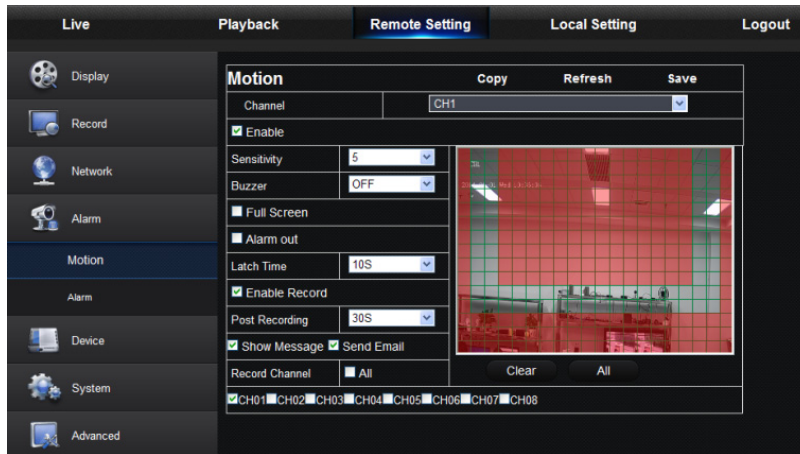 Live Playback Remote Setting Local Setting Logout
Display
Record
Network
Alarm
Motion
Alarm
Device
System
Advanced
Motion Copy Refresh Save
Channel CH1
Enable
Sensitivity 5
Buzzer OFF
Full Screen
Alarm out
Latch Time 10S
Enable Record
Post Recording 30S
Show Message Send Email
Record Channel All
Clear All
CH01 CH02 CH03 CH04 CH05 CH06 CH07 CH08